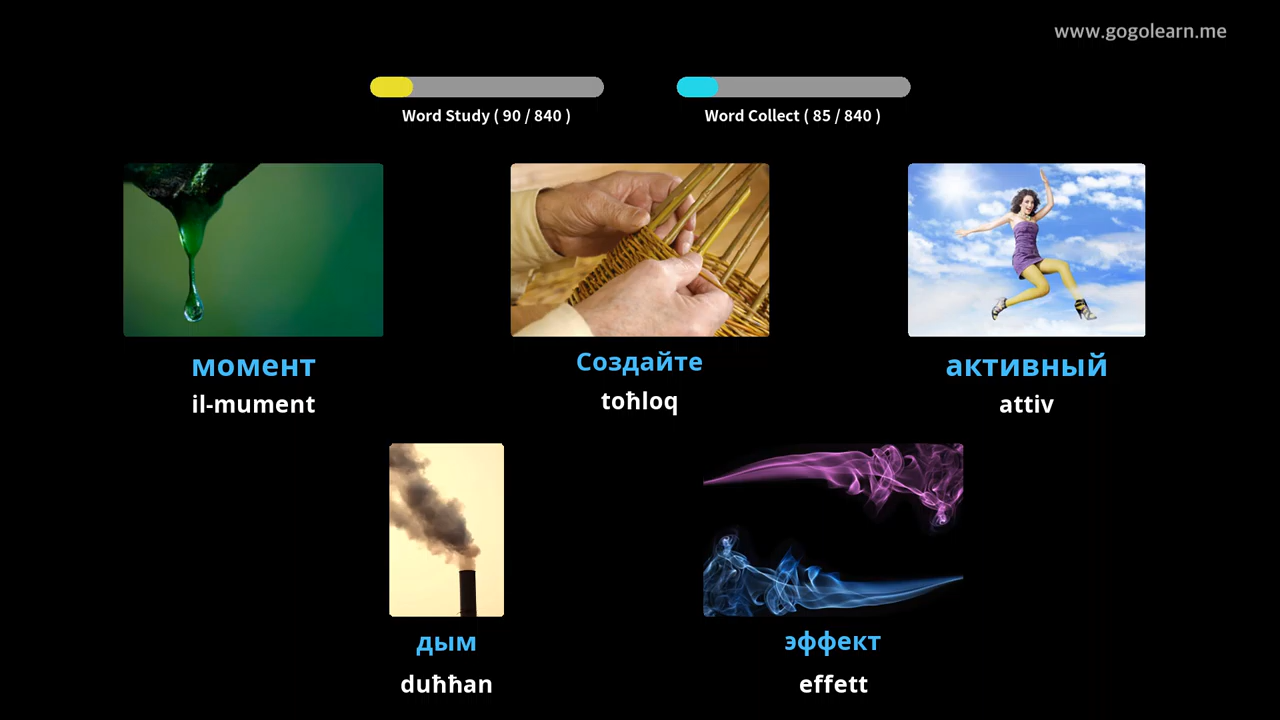 www.gogolearn.me
Word Study ( 90 / 840 )
Word Collect ( 85 / 840 )
момент
Создайте
активный
il-mument
toħloq
attiv
дым
эффект
duħħan
effett